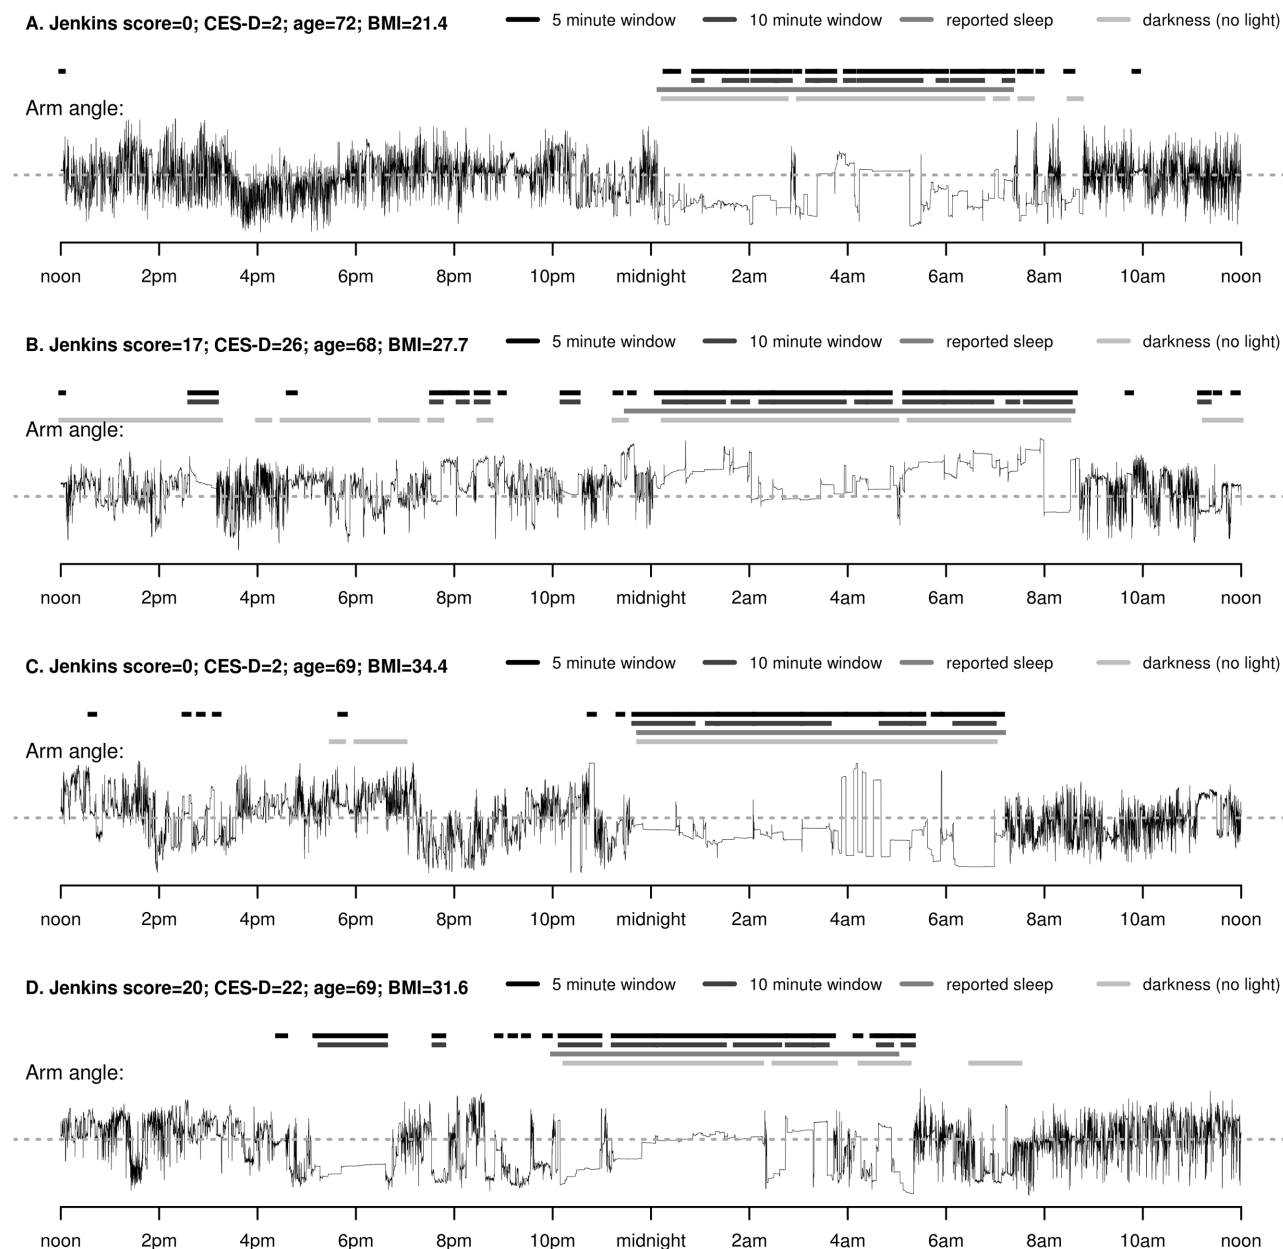 A. Jenkins score=0; CES-D=2; age=72; BMI=21.4 5 minute window 10 minute window reported sleep darkness (no light)
Arm angle:
noon 2pm 4pm 6pm 8pm 10pm midnight 2am 4am 6am 8am 10am noon
B. Jenkins score=17; CES-D=26; age=68; BMI=27.7 5 minute window 10 minute window reported sleep darkness (no light)
Arm angle:
noon 2pm 4pm 6pm 8pm 10pm midnight 2am 4am 6am 8am 10am noon
C. Jenkins score=0; CES-D=2; age=69; BMI=34.4 5 minute window 10 minute window reported sleep darkness (no light)
Arm angle:
noon 2pm 4pm 6pm 8pm 10pm midnight 2am 4am 6am 8am 10am noon
D. Jenkins score=20; CES-D=22; age=69; BMI=31.6 5 minute window 10 minute window reported sleep darkness (no light)
Arm angle:
noon 2pm 4pm 6pm 8pm 10pm midnight 2am 4am 6am 8am 10am noon